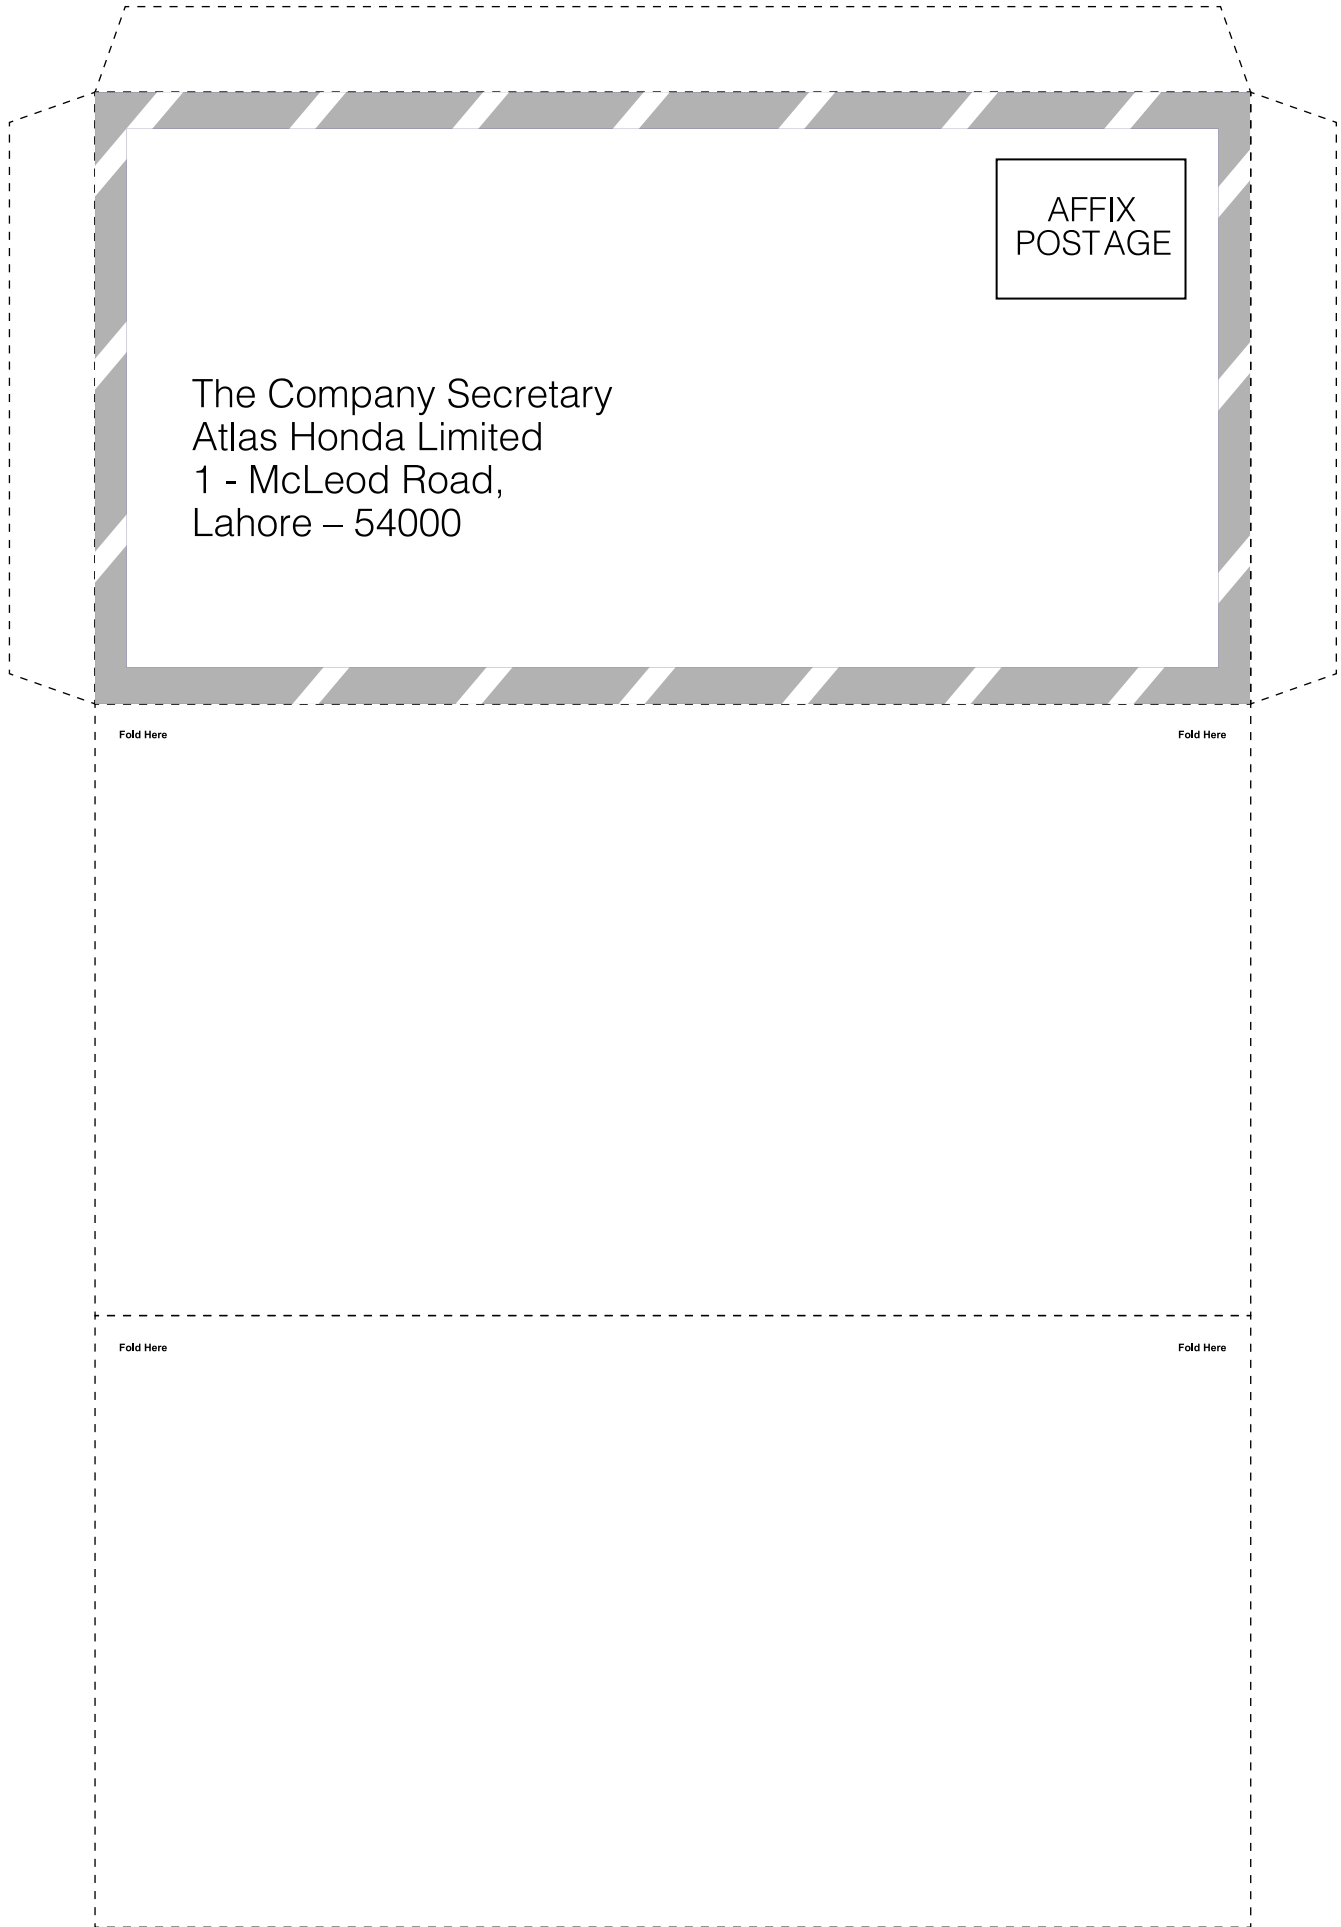 AFFIX
POSTAGE
The Company Secretary
Atlas Honda Limited
1 - McLeod Road,
Lahore – 54000
Fold Here
Fold Here
Fold Here
Fold Here